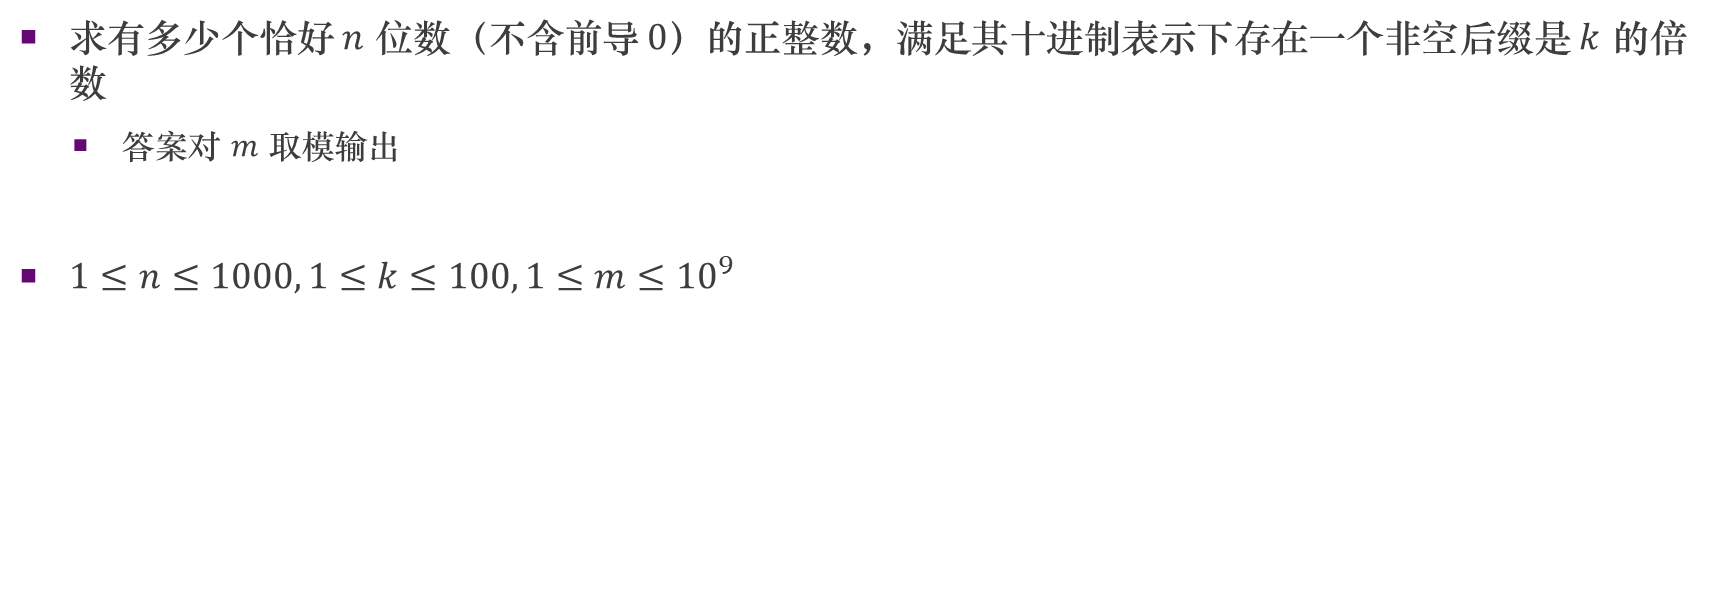 求有多少个恰好 n 位数（不含前导 0）的正整数，满足其十进制表示下存在一个非空后缀是 k 的倍
数
答案对 m 取模输出
1 ≤ n ≤ 1000, 1 ≤ k ≤ 100, 1 ≤ m ≤ 10⁹